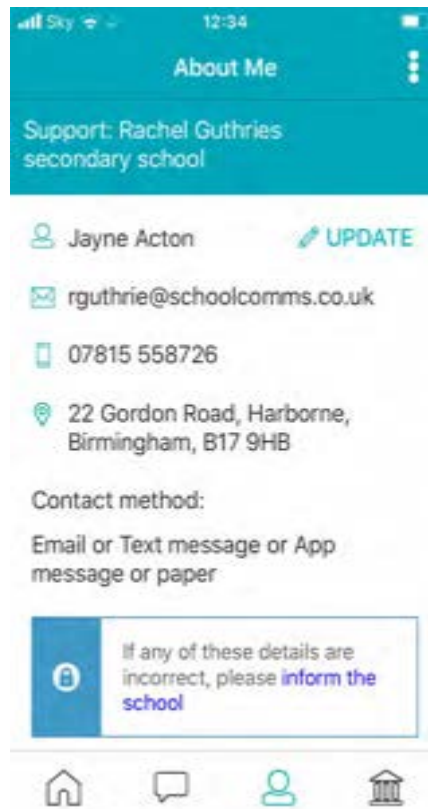 Sky 12:34
About Me
Support: Rachel Guthries
secondary school
Jayne Acton UPDATE
rguthrie@schoolcomms.co.uk
07815 558726
22 Gordon Road, Harborne,
Birmingham, B17 9HB
Contact method:
Email or Text message or App
message or paper
If any of these details are
incorrect, please inform the
school